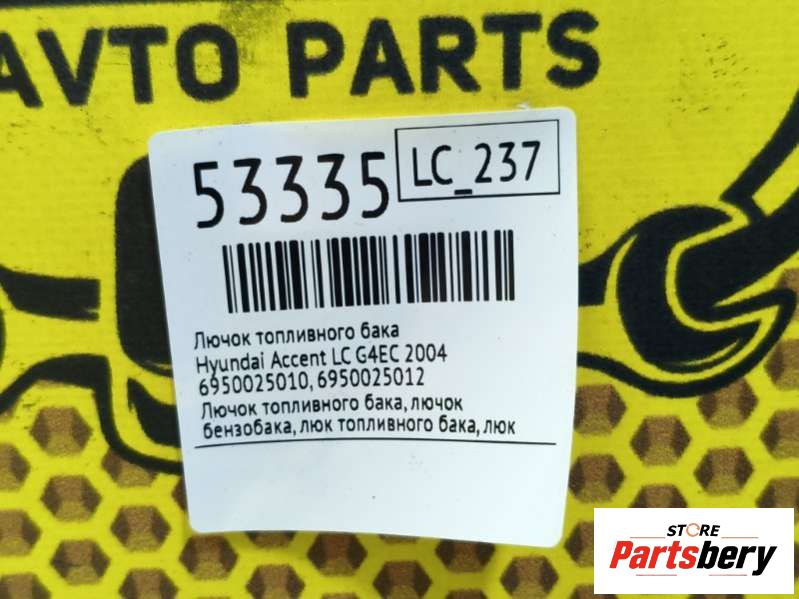 AVTO PARTS
53335
LC_237
Лючок топливного бака
Hyundai Accent LC G4EC 2004
6950025010, 6950025012
Лючок топливного бака, лючок
бензобака, люк топливного бака, люк
STORE
Partsbery